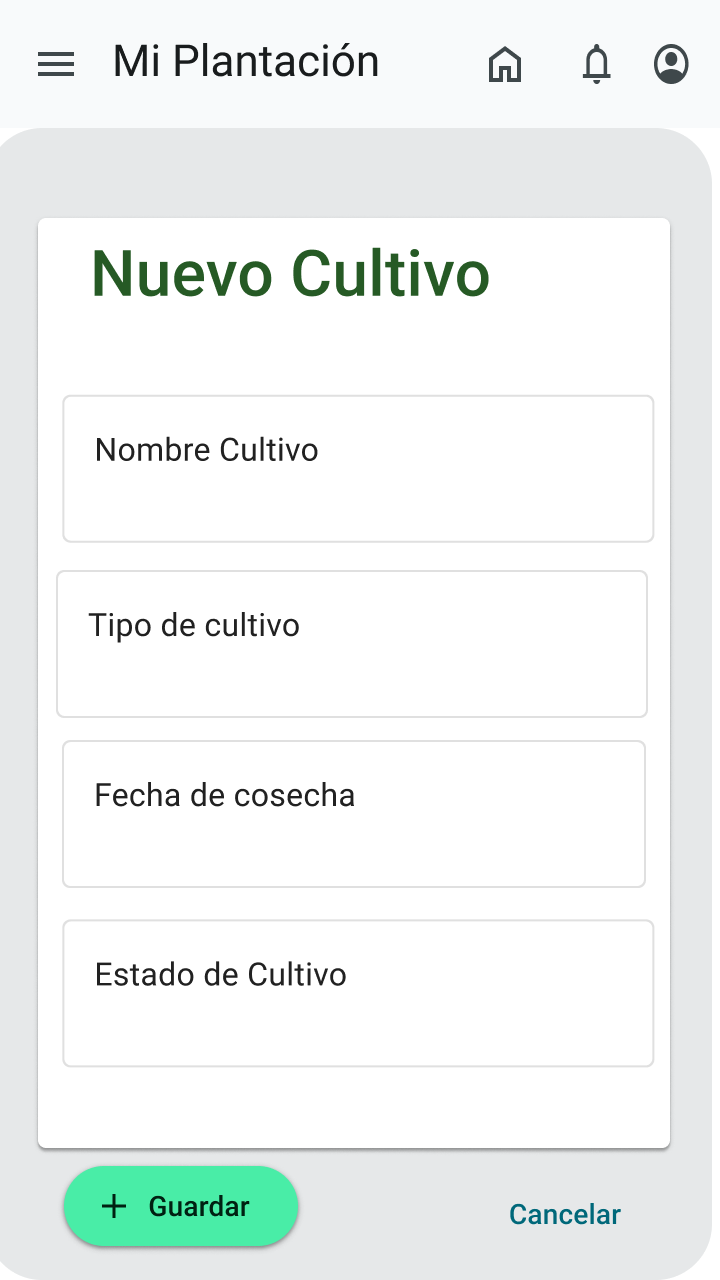 Mi Plantación
Nuevo Cultivo
Nombre Cultivo
Tipo de cultivo
Fecha de cosecha
Estado de Cultivo
Guardar
Cancelar